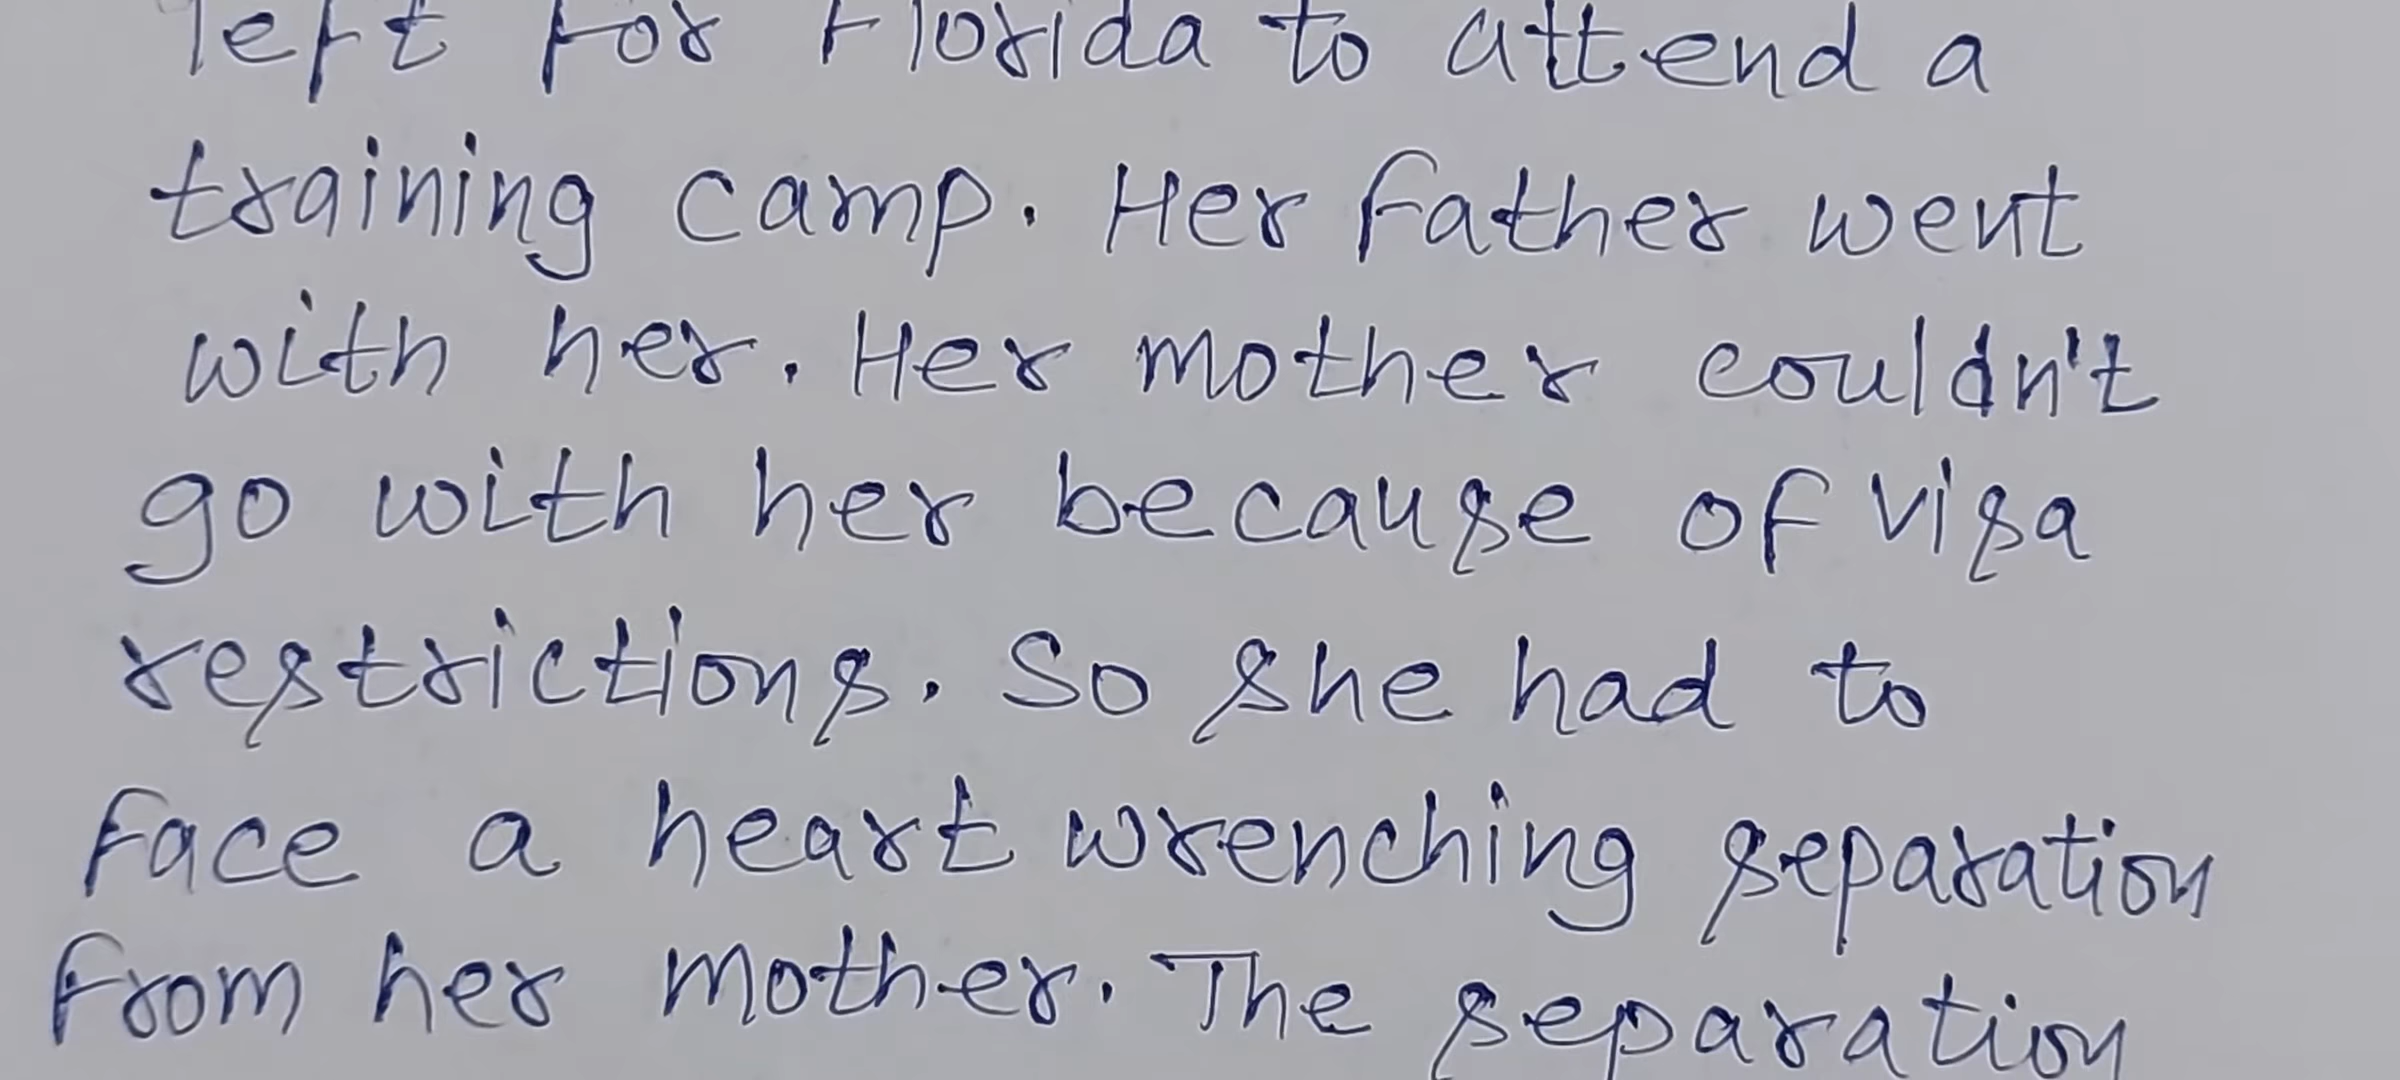 left for Florida to attend a
training camp. Her father went
with her. Her mother couldn't
go with her because of visa
restrictions. So she had to
face a heart wrenching separation
from her mother. The separation